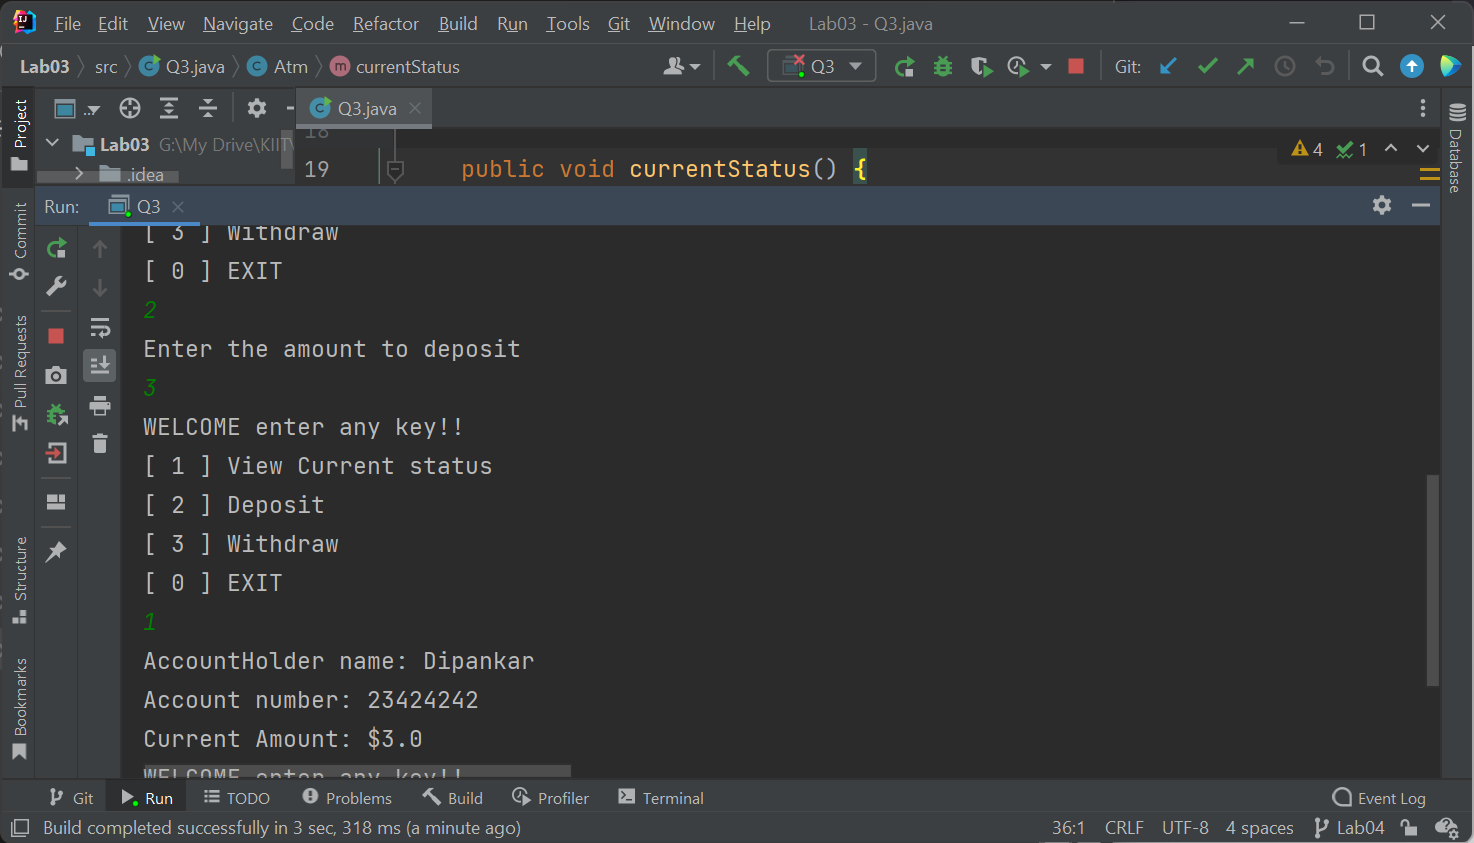 File Edit View Navigate Code Refactor Build Run Tools Git Window Help Lab03 - Q3.java
Lab03 src Q3.java Atm currentStatus Q3 Git:
Project
.. Q3.java
Lab03 G:\My Drive\KIIT\
.idea
18
19 public void currentStatus() {
4 1
Database
Run: Q3
Commit
Pull Requests
Structure
Bookmarks
[ 3 ] Withdraw
[ 0 ] EXIT
2
Enter the amount to deposit
3
WELCOME enter any key!!
[ 1 ] View Current status
[ 2 ] Deposit
[ 3 ] Withdraw
[ 0 ] EXIT
1
AccountHolder name: Dipankar
Account number: 23424242
Current Amount: $3.0
WELCOME enter any key!!
Git Run TODO Problems Build Profiler Terminal Event Log
Build completed successfully in 3 sec, 318 ms (a minute ago) 36:1 CRLF UTF-8 4 spaces Lab04